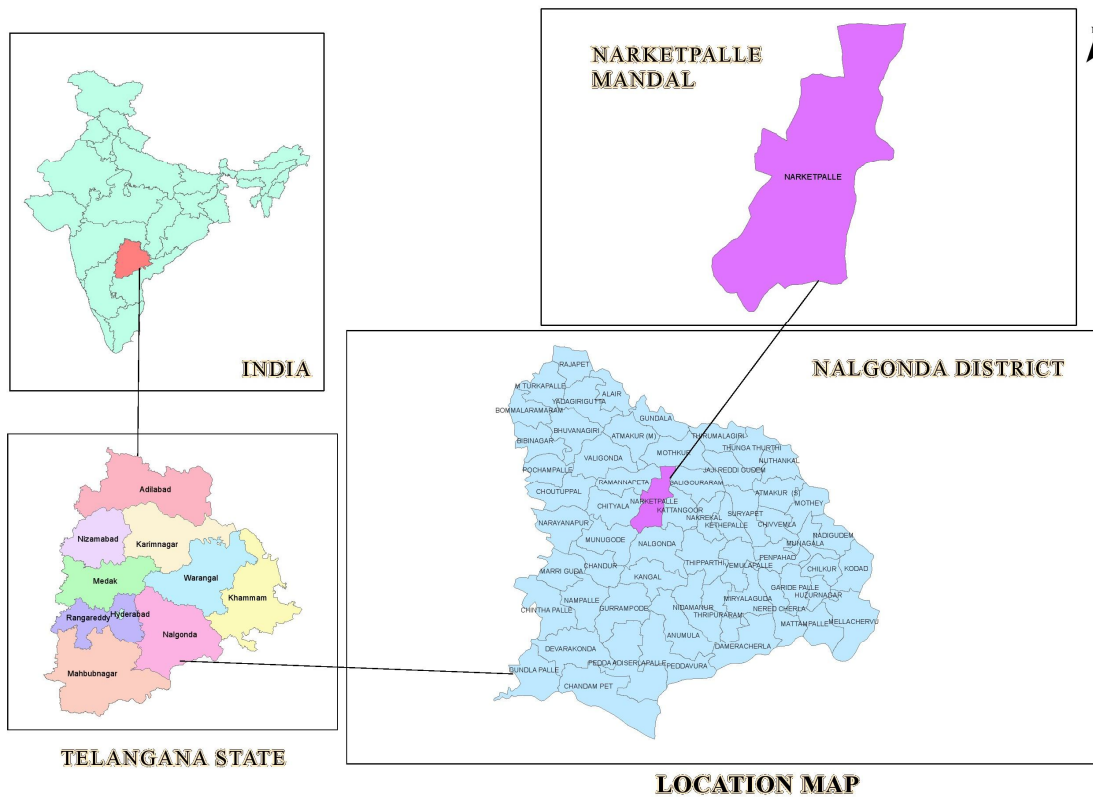 NARKETPALLE
MANDAL
NARKETPALLE
INDIA
NALGONDA DISTRICT
RAJAPET
M TURKAPALLE
ALAIR
YADAGIRIGUTTA
BOMMALARAMARAM
GUNDALA
BHUVANAGIRI
ATMAKUR (M)
THIRUMALAGIRI
BIBINAGAR
MOTHKUR
THUNGA THURTHI
VALIGONDA
NUTHANKAL
POCHAMPALLE
JAJI REDDI GUDEM
RAMANNAPETA
SALIGOURARAM
CHOUTUPPAL
ATMAKUR (S)
CHITYALA
NARKETPALLE
MOTHEY
KATTANGOUR
SURYAPET
NARAYANAPUR
NAKREKAL
KETHEPALLE
CHIVVEMLA
MADIGUDEM
MUNUGODE
NALGONDA
MUNAGALA
PENPAHAD
MARRI GUDA
CHANDUR
THIPPARTHI
VEMULAPALLE
CHILKUR
KODAD
KANGAL
GARIDE PALLE
NAMPALLE
MIRYALAGUDA
HUZURNAGAR
CHINTHA PALLE
GURRAMPODE
NIDAMANUR
NERED CHERLA
THRIPURARAM
MATTAMPALLE
MELLACHERVU
ANUMULA
DEVARAKONDA
DAMERACHERLA
GUNDLA PALLE
PEDDA ADISERLAPALLE
PEDDAVURA
CHANDAM PET
Adilabad
Nizamabad
Karimnagar
Medak
Warangal
Khammam
Rangareddy
Hyderabad
Nalgonda
Mahbubnagar
TELANGANA STATE
LOCATION MAP